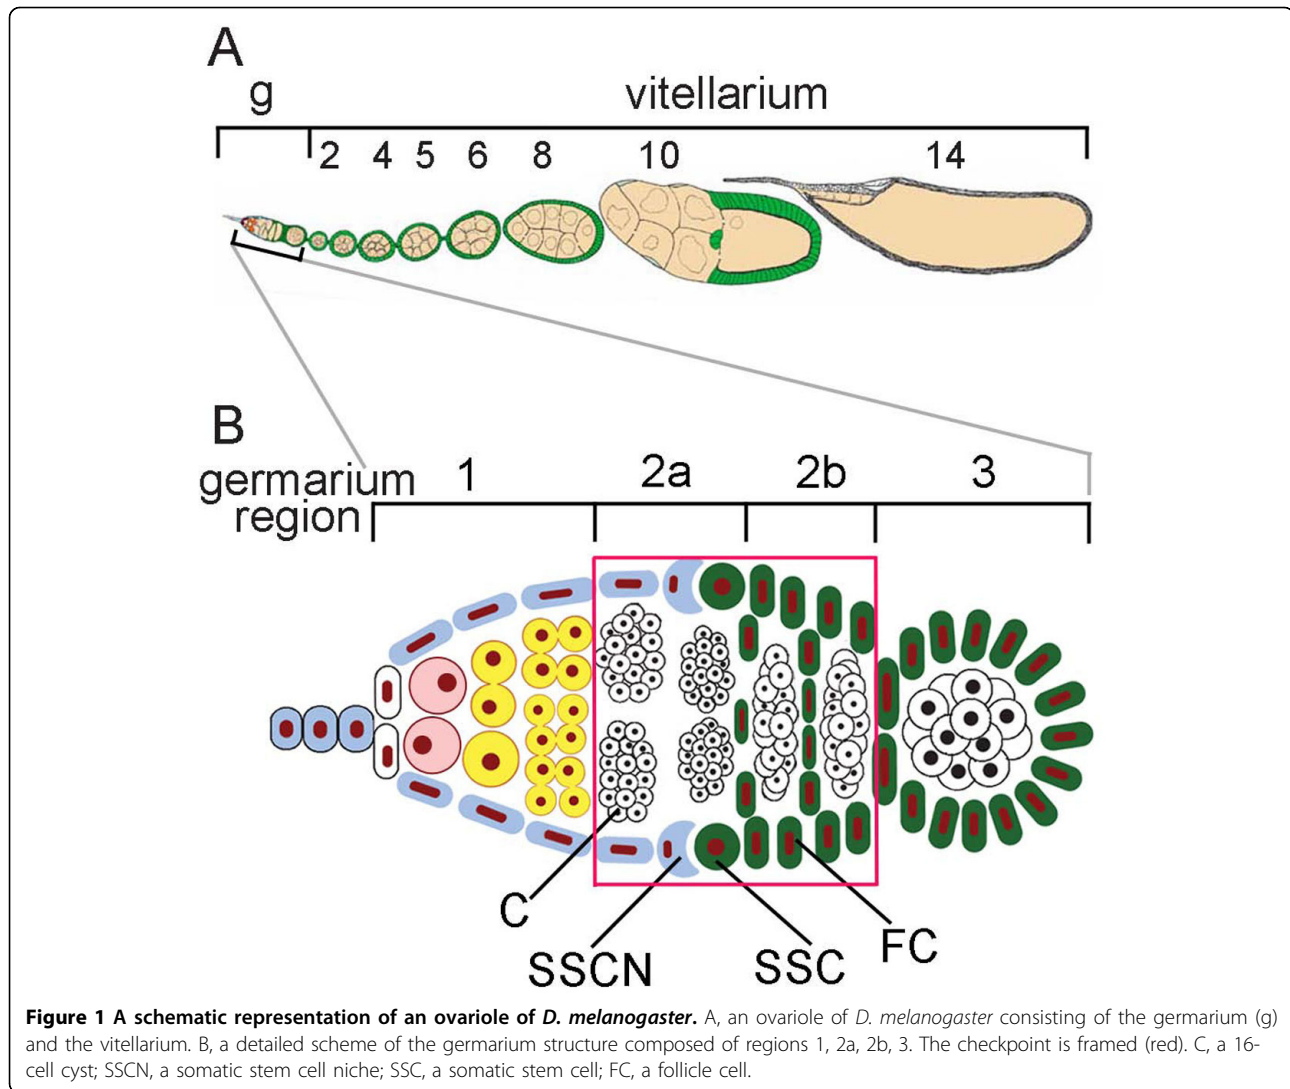 A
g vitellarium
2 4 5 6 8 10 14
B
germarium
region
1 2a 2b 3
C
SSCN SSC FC
Figure 1 A schematic representation of an ovariole of D. melanogaster. A, an ovariole of D. melanogaster consisting of the germarium (g)
and the vitellarium. B, a detailed scheme of the germarium structure composed of regions 1, 2a, 2b, 3. The checkpoint is framed (red). C, a 16-
cell cyst; SSCN, a somatic stem cell niche; SSC, a somatic stem cell; FC, a follicle cell.